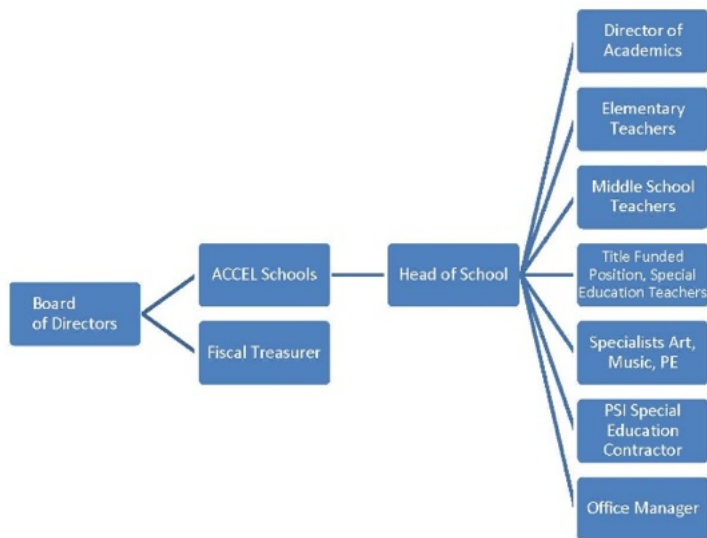 Board
of Directors
ACCEL Schools
Fiscal Treasurer
Head of School
Director of
Academics
Elementary
Teachers
Middle School
Teachers
Title Funded
Position, Special
Education Teachers
Specialists Art,
Music, PE
PSI Special
Education
Contractor
Office Manager